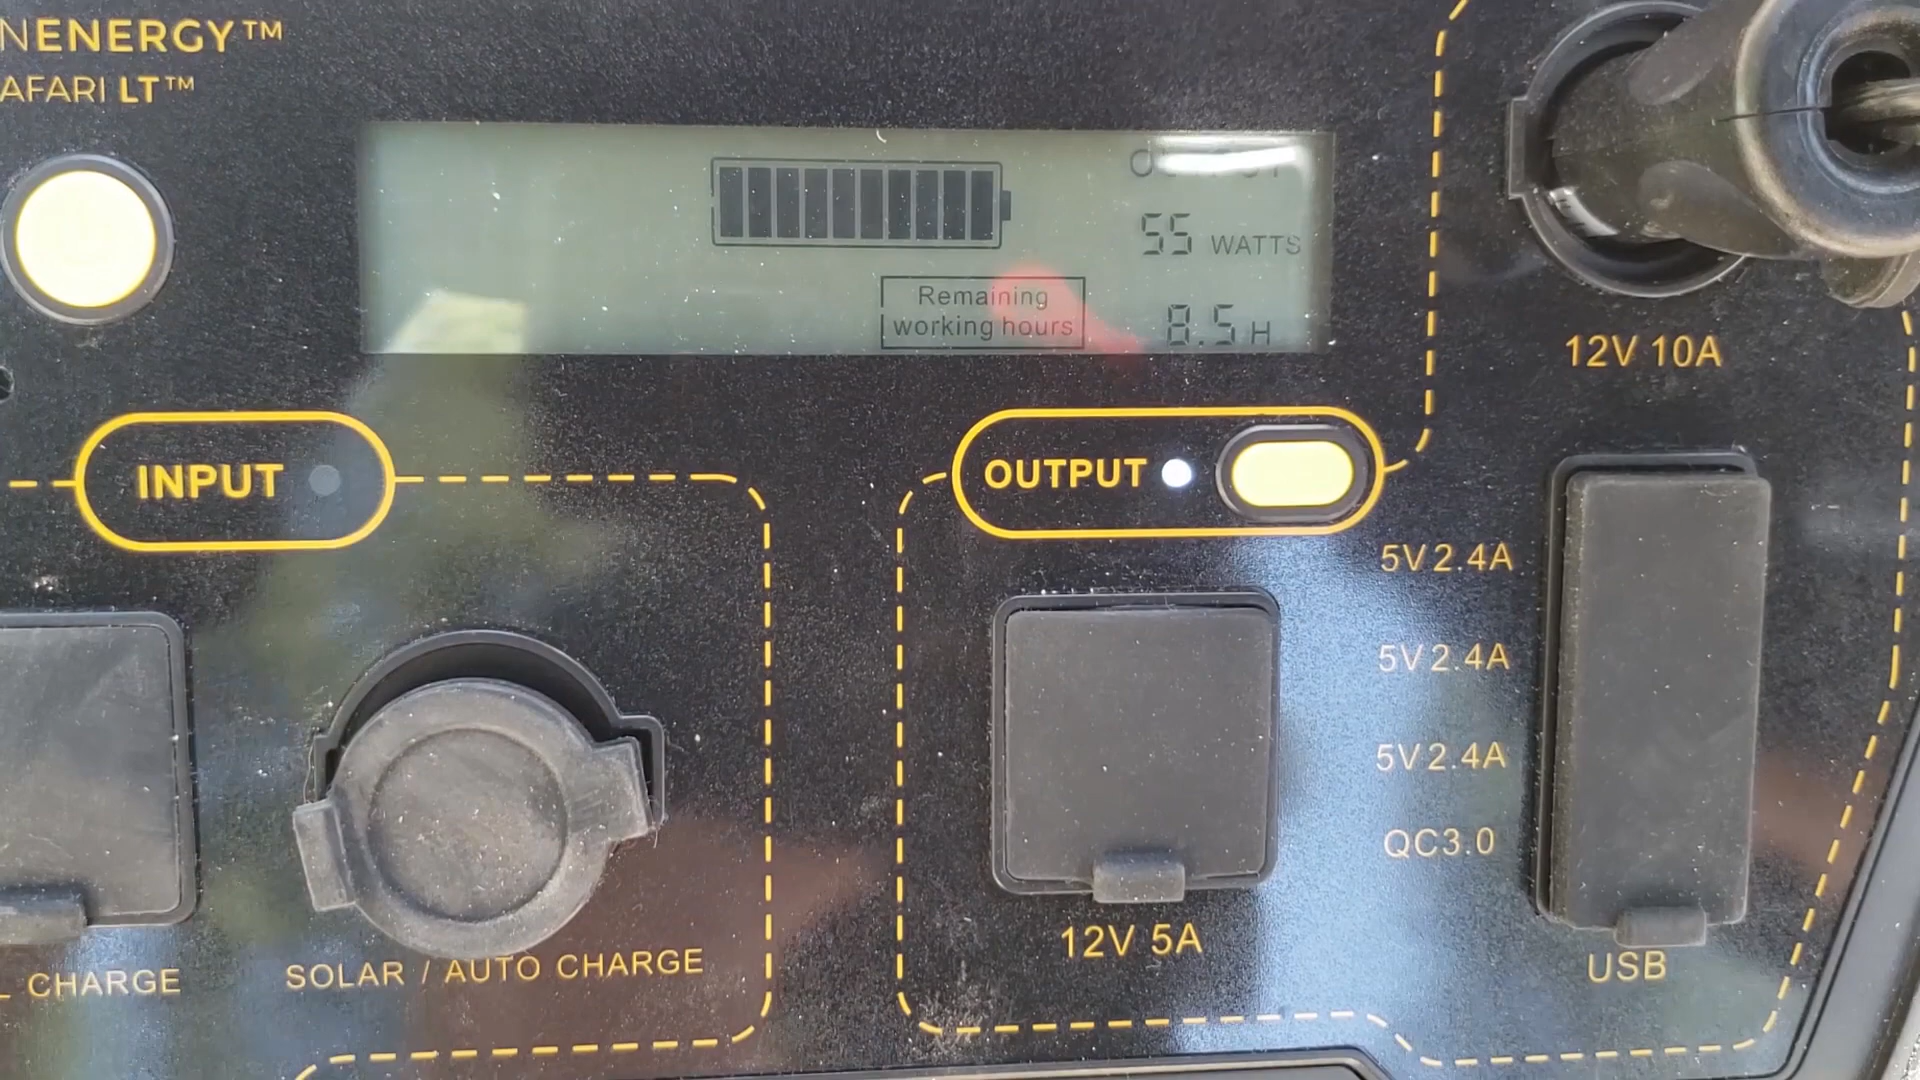 NENERGY™
AFARI LT™
OUTPUT
55 WATTS
Remaining
working hours
8.5 H
12V 10A
INPUT
OUTPUT
5V 2.4A
5V 2.4A
5V 2.4A
QC3.0
12V 5A
USB
L CHARGE
SOLAR / AUTO CHARGE